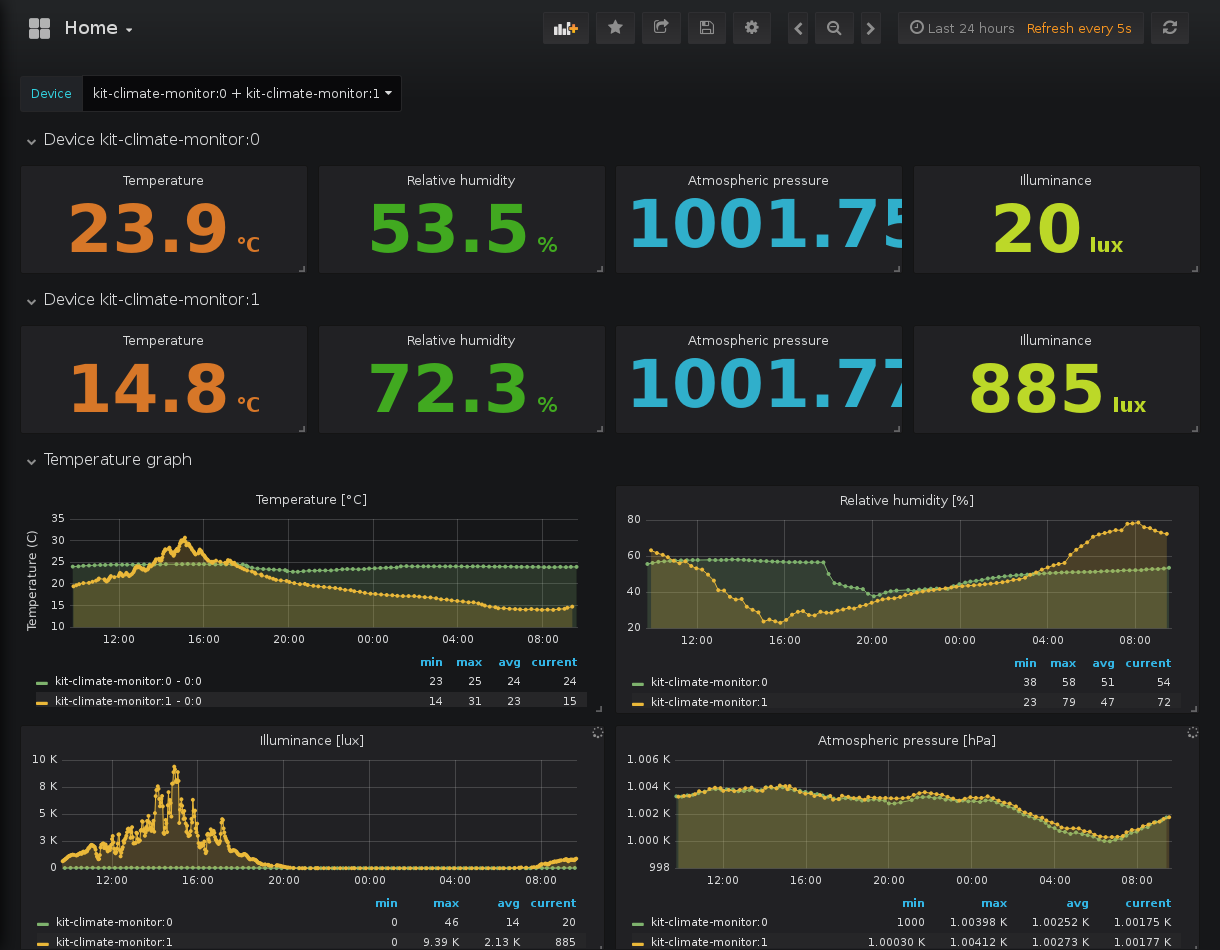 Home
Last 24 hours Refresh every 5s
Device kit-climate-monitor:0 + kit-climate-monitor:1
Device kit-climate-monitor:0
Temperature Relative humidity Atmospheric pressure Illuminance
23.9 °C 53.5 % 1001.75 20 lux
Device kit-climate-monitor:1
Temperature Relative humidity Atmospheric pressure Illuminance
14.8 °C 72.3 % 1001.77 885 lux
Temperature graph
Temperature [°C]
Temperature (C)
35
30
25
20
15
10
12:00 16:00 20:00 00:00 04:00 08:00
min max avg current
kit-climate-monitor:0 - 0:0 23 25 24 24
kit-climate-monitor:1 - 0:0 14 31 23 15
Relative humidity [%]
80
60
40
20
12:00 16:00 20:00 00:00 04:00 08:00
min max avg current
kit-climate-monitor:0 38 58 51 54
kit-climate-monitor:1 23 79 47 72
Illuminance [lux]
10 K
8 K
5 K
3 K
0
12:00 16:00 20:00 00:00 04:00 08:00
min max avg current
kit-climate-monitor:0 0 46 14 20
kit-climate-monitor:1 0 9.39 K 2.13 K 885
Atmospheric pressure [hPa]
1.006 K
1.004 K
1.002 K
1.000 K
998
12:00 16:00 20:00 00:00 04:00 08:00
min max avg current
kit-climate-monitor:0 1000 1.00398 K 1.00252 K 1.00175 K
kit-climate-monitor:1 1.00030 K 1.00412 K 1.00273 K 1.00177 K